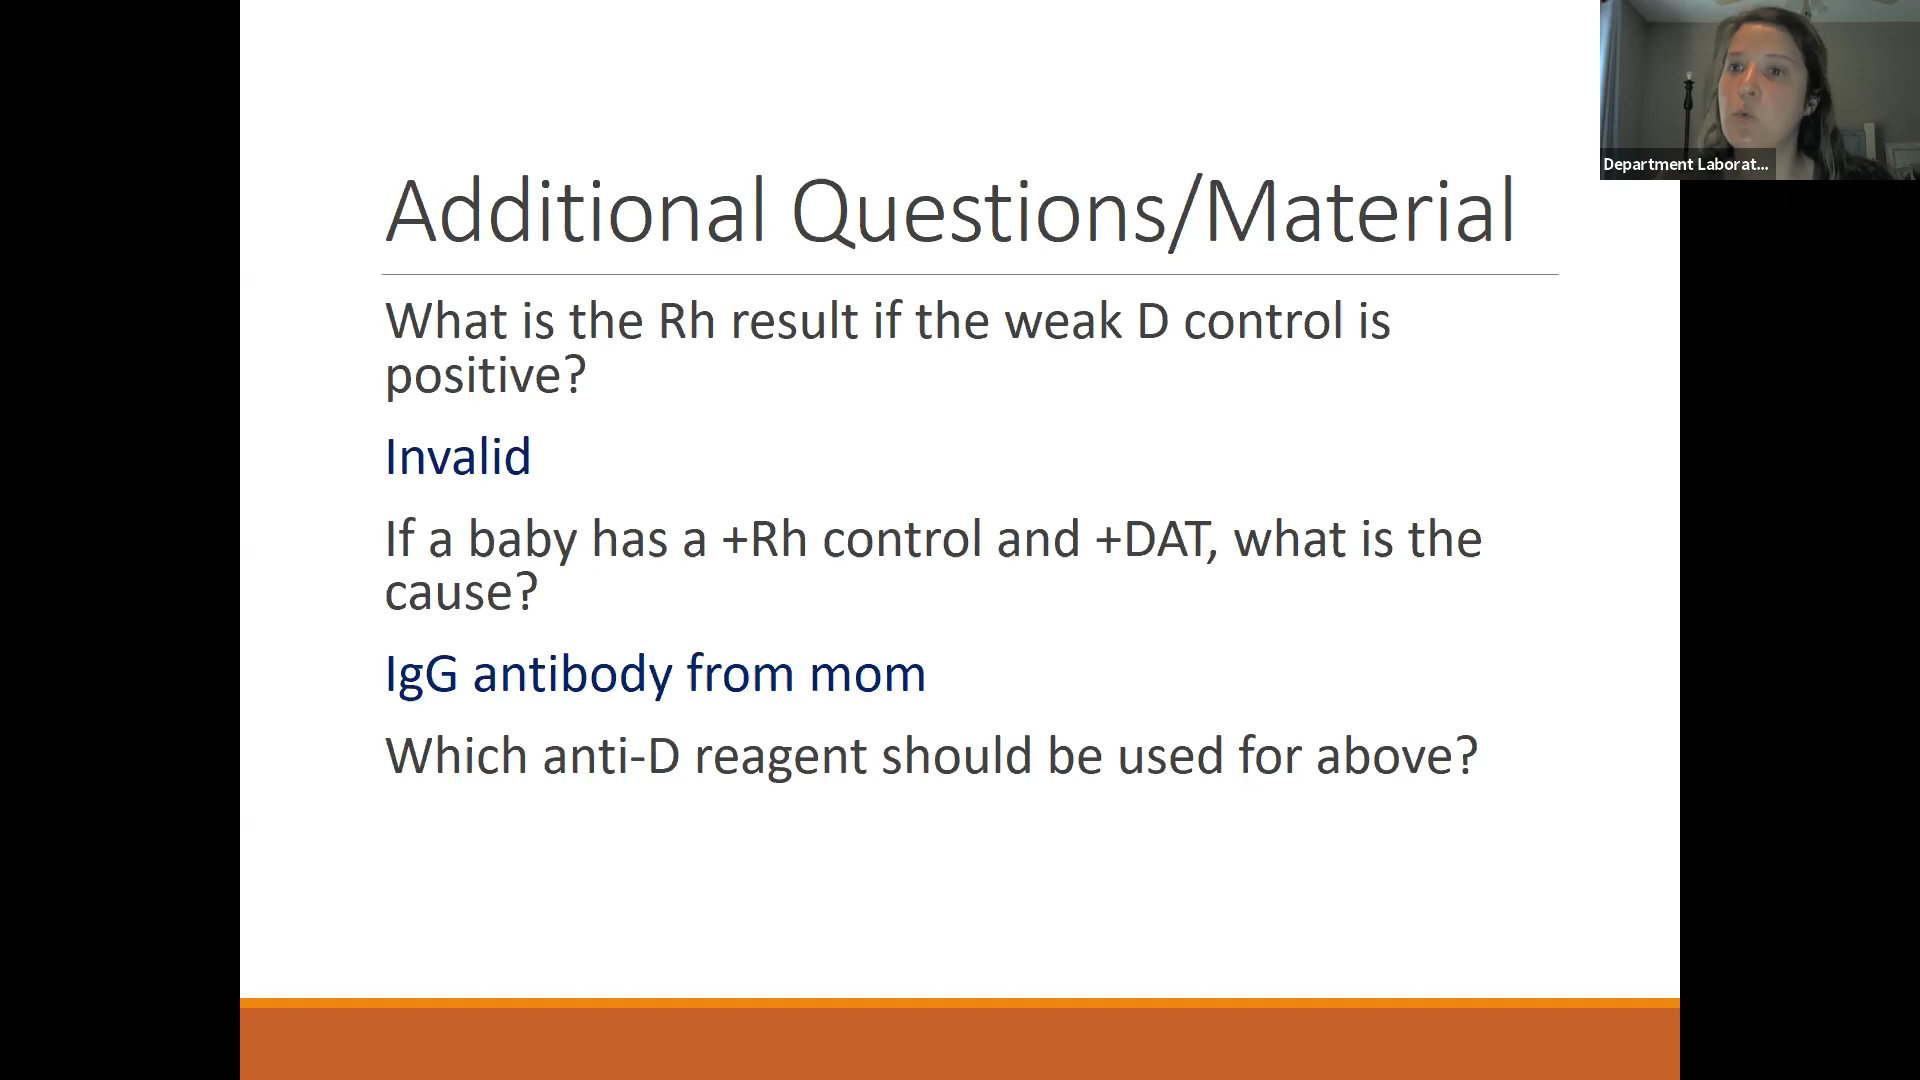 Department Laborat...
Additional Questions/Material
What is the Rh result if the weak D control is
positive?
Invalid
If a baby has a +Rh control and +DAT, what is the
cause?
IgG antibody from mom
Which anti-D reagent should be used for above?